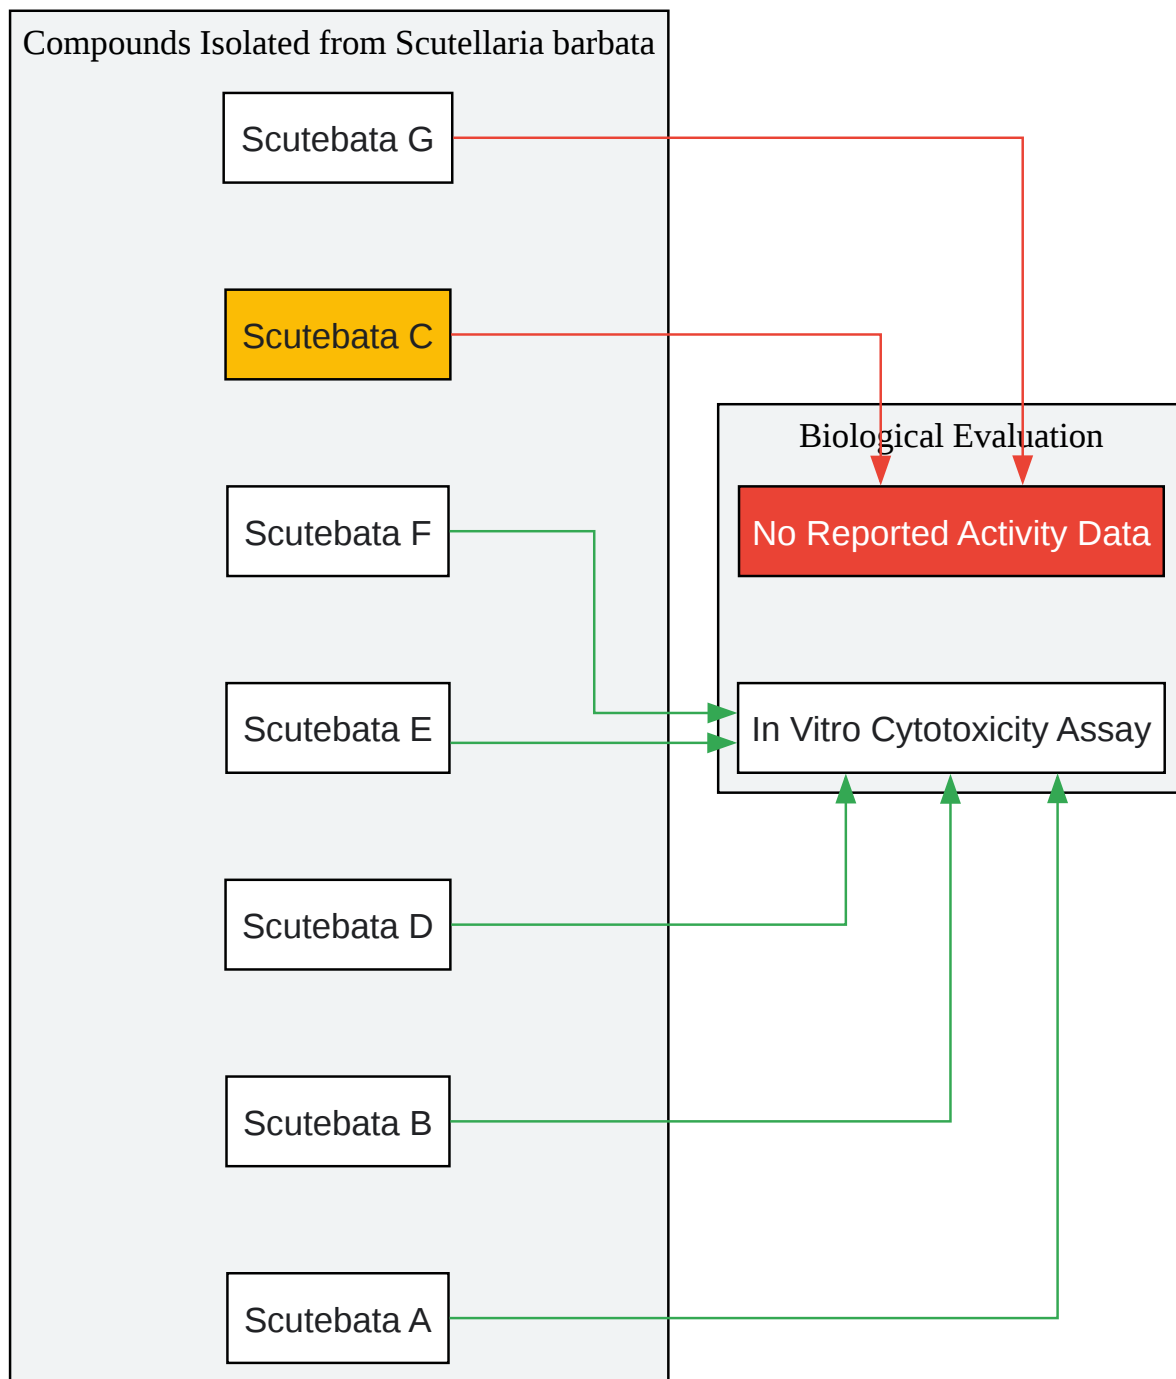 Compounds Isolated from Scutellaria barbata
Scutebata G
Scutebata C
Scutebata F
Scutebata E
Scutebata D
Scutebata B
Scutebata A
Biological Evaluation
No Reported Activity Data
In Vitro Cytotoxicity Assay